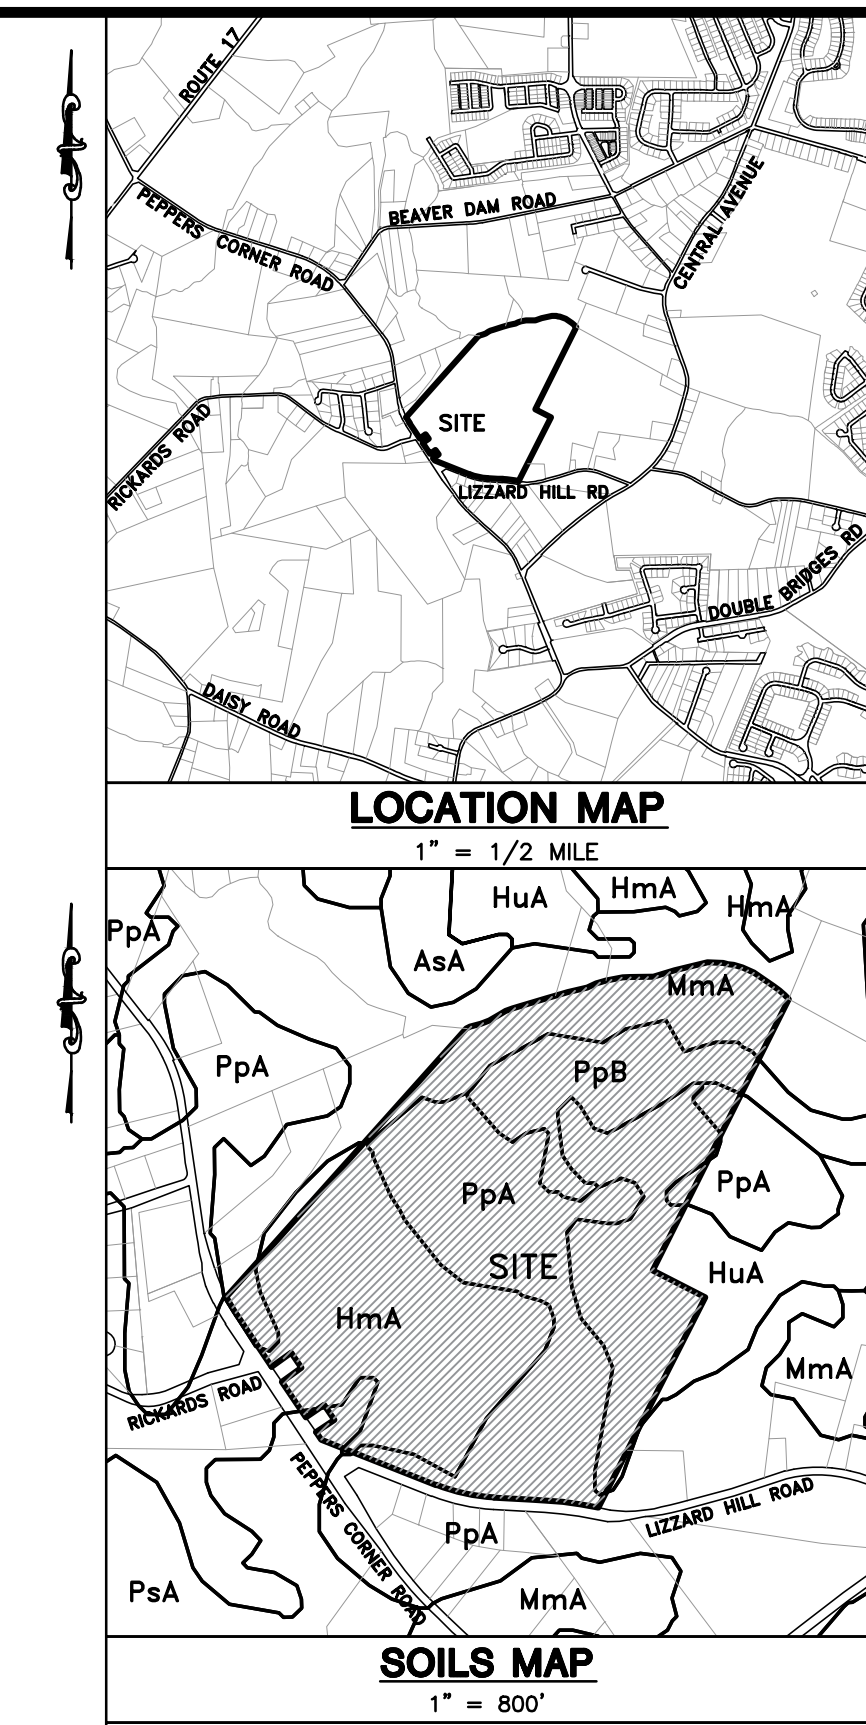 ROUTE 17
PEPPERS CORNER ROAD
BEAVER DAM ROAD
CENTRAL AVENUE
RICKARDS ROAD
SITE
LIZZARD HILL RD
DOUBLE BRIDGES RD
DAISY ROAD
LOCATION MAP
1" = 1/2 MILE
HuA
HmA
HmA
PpA
AsA
MmA
PpA
PpB
PpA
PpA
SITE
HuA
HmA
MmA
RICKARDS ROAD
PEPPERS CORNER ROAD
LIZZARD HILL ROAD
PpA
PsA
MmA
SOILS MAP
1" = 800'